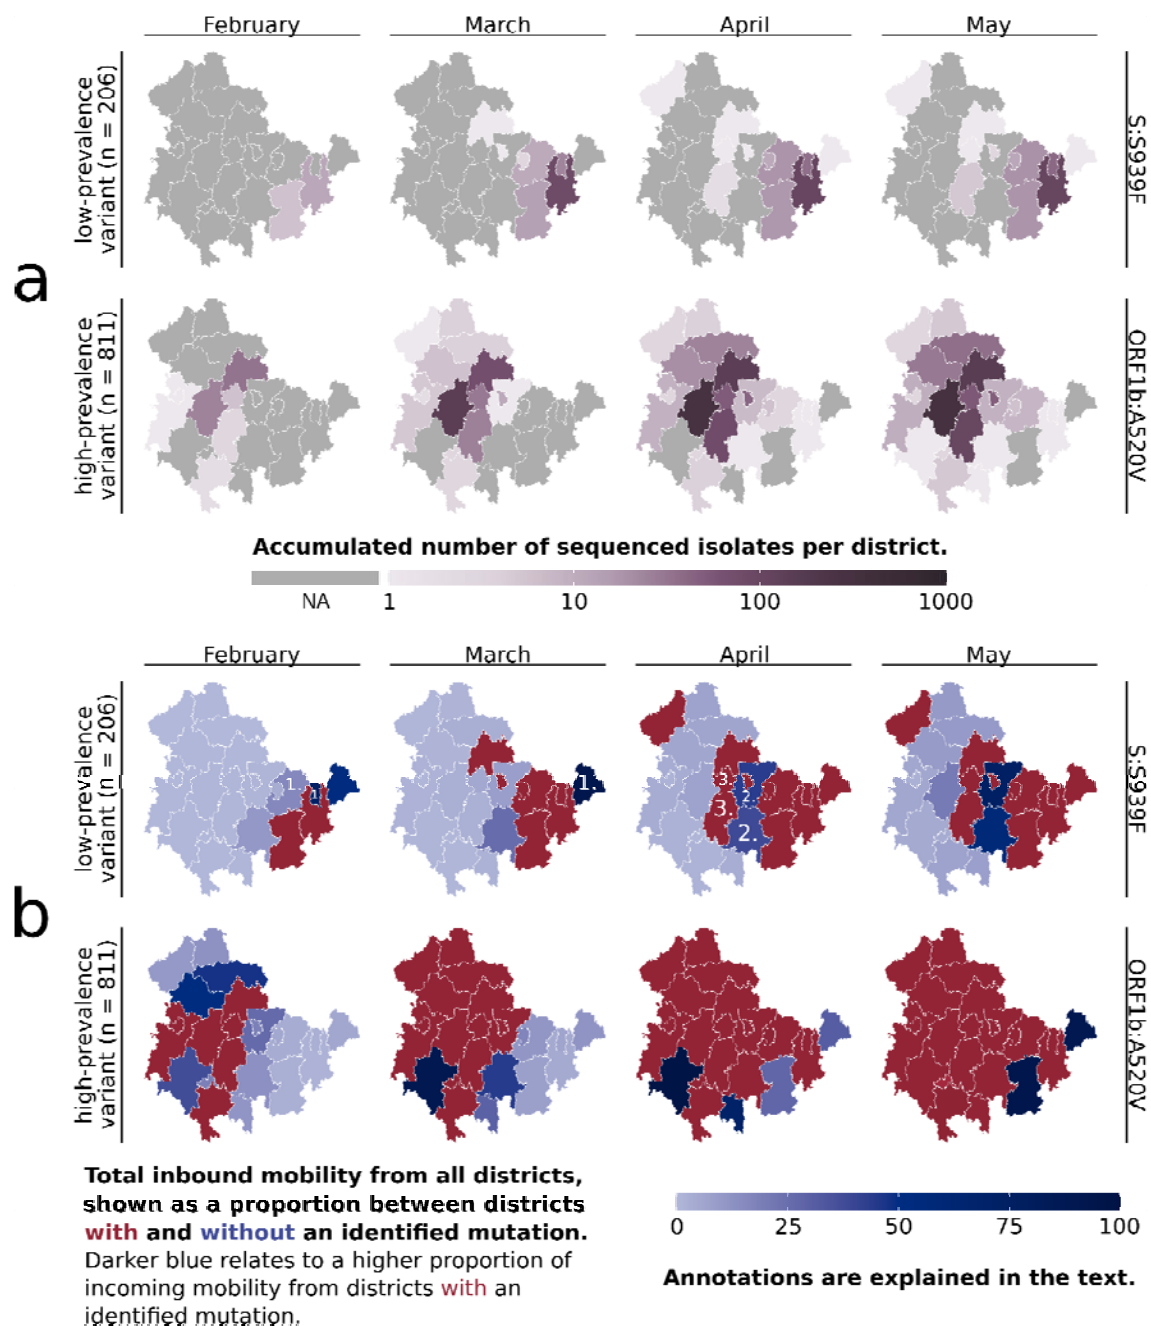 February March April May
low-prevalence
variant (n = 206)
S:S939F
a
high-prevalence
variant (n = 811)
ORF1b:A520V
Accumulated number of sequenced isolates per district.
NA 1 10 100 1000
February March April May
low-prevalence
variant (n = 206)
1. 1 1. 3. 3. 2. 2.
S:S939F
b
high-prevalence
variant (n = 811)
ORF1b:A520V
Total inbound mobility from all districts,
shown as a proportion between districts
with and without an identified mutation.
Darker blue relates to a higher proportion of
incoming mobility from districts with an
identified mutation.
0 25 50 75 100
Annotations are explained in the text.